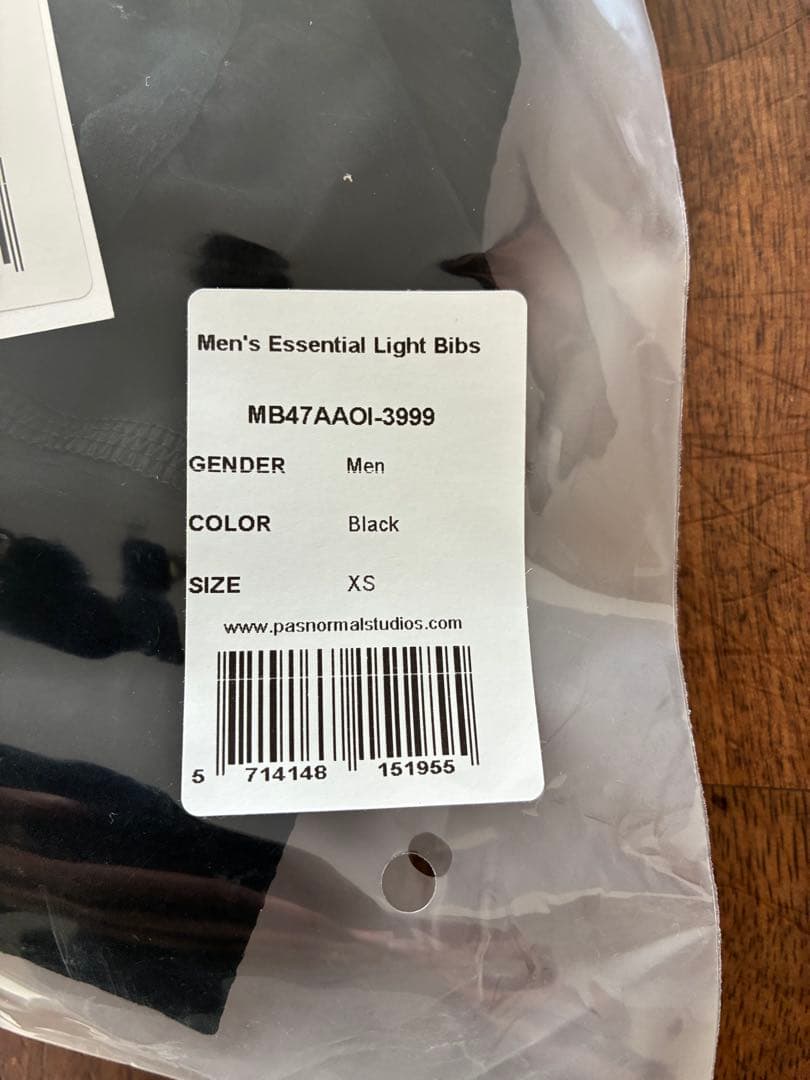 Men's Essential Light Bibs
MB47AAOI-3999
GENDER Men
COLOR Black
SIZE XS
www.pasnormalstudios.com
5 714148 151955